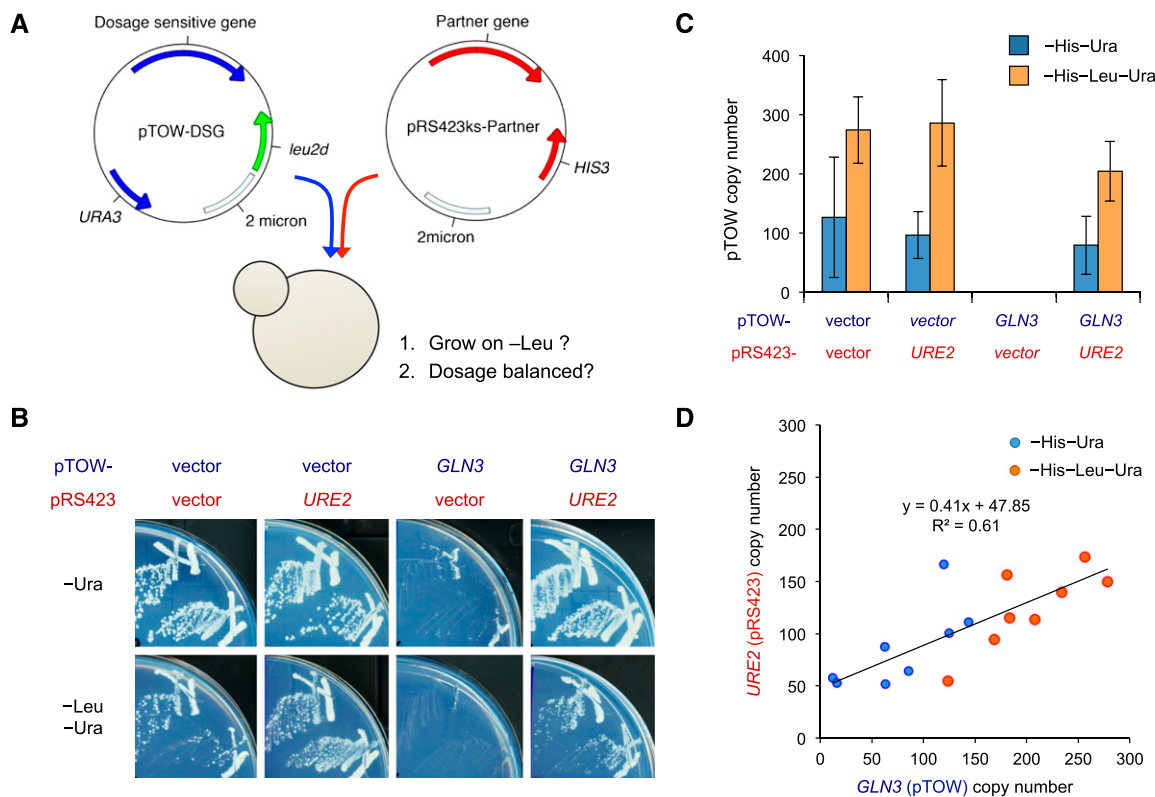 A
Dosage sensitive gene
pTOW-DSG
leu2d
URA3
2 micron
Partner gene
pRS423ks-Partner
HIS3
2micron
1. Grow on –Leu ?
2. Dosage balanced?
B
pTOW- vector vector GLN3 GLN3
pRS423 vector URE2 vector URE2
–Ura
–Leu
–Ura
C
–His–Ura
–His–Leu–Ura
pTOW copy number
400
300
200
100
0
pTOW- vector vector GLN3 GLN3
pRS423- vector URE2 vector URE2
D
–His–Ura
–His–Leu–Ura
y = 0.41x + 47.85
R² = 0.61
URE2 (pRS423) copy number
300
250
200
150
100
50
0
0 50 100 150 200 250 300
GLN3 (pTOW) copy number